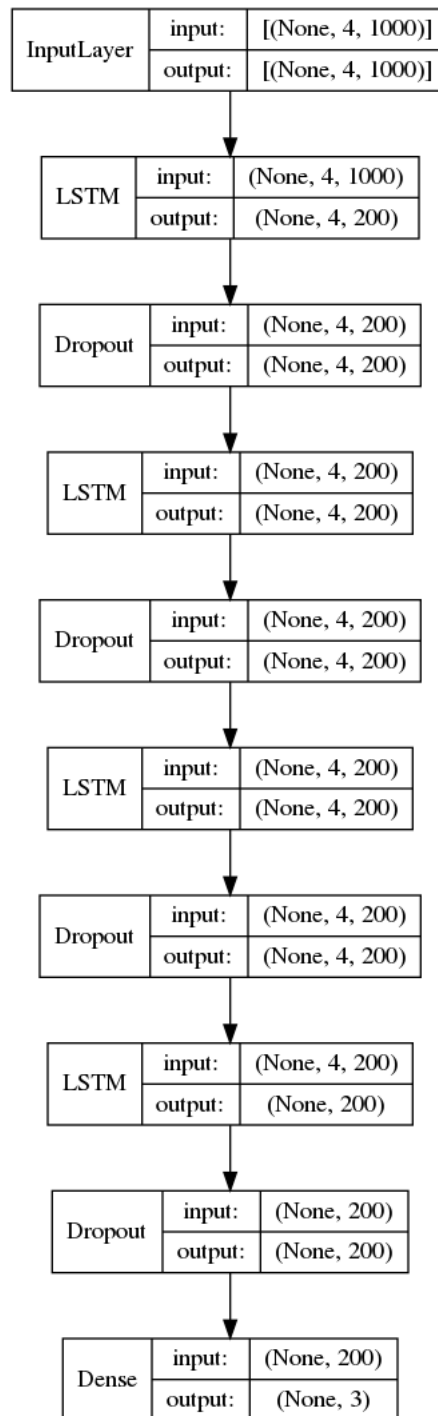 InputLayer
input: [(None, 4, 1000)]
output: [(None, 4, 1000)]
LSTM
input: (None, 4, 1000)
output: (None, 4, 200)
Dropout
input: (None, 4, 200)
output: (None, 4, 200)
LSTM
input: (None, 4, 200)
output: (None, 4, 200)
Dropout
input: (None, 4, 200)
output: (None, 4, 200)
LSTM
input: (None, 4, 200)
output: (None, 4, 200)
Dropout
input: (None, 4, 200)
output: (None, 4, 200)
LSTM
input: (None, 4, 200)
output: (None, 200)
Dropout
input: (None, 200)
output: (None, 200)
Dense
input: (None, 200)
output: (None, 3)